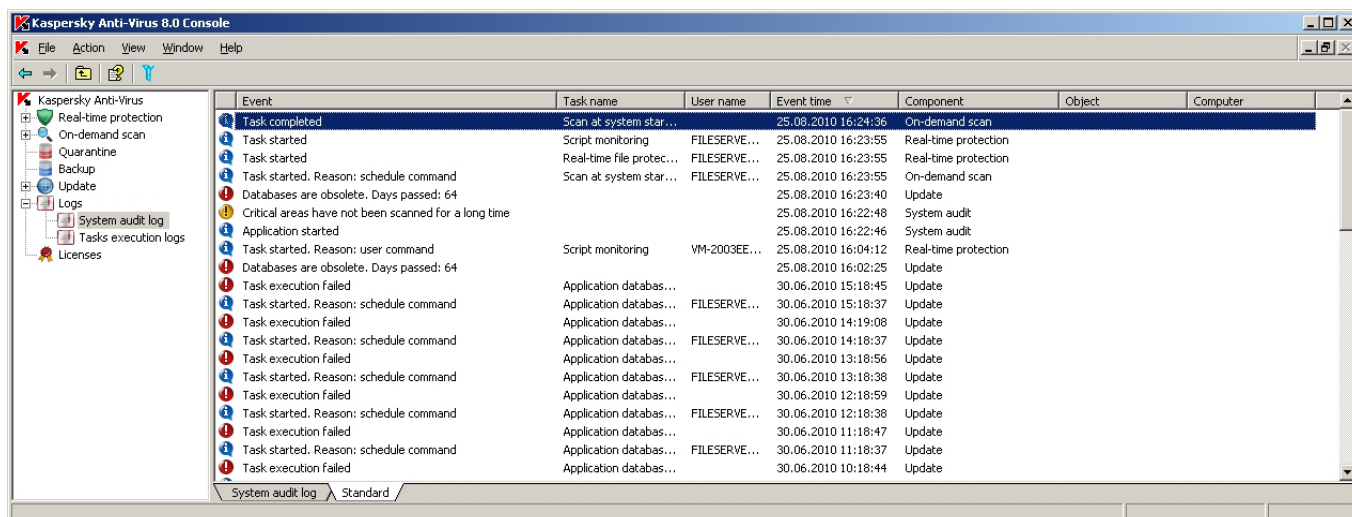 Kaspersky Anti-Virus 8.0 Console
File Action View Window Help
Kaspersky Anti-Virus
Real-time protection
On-demand scan
Quarantine
Backup
Update
Logs
System audit log
Tasks execution logs
Licenses
Event Task name User name Event time Component Object Computer
Task completed Scan at system star... 25.08.2010 16:24:36 On-demand scan
Task started Script monitoring FILESERVE... 25.08.2010 16:23:55 Real-time protection
Task started Real-time file protec... FILESERVE... 25.08.2010 16:23:55 Real-time protection
Task started. Reason: schedule command Scan at system star... FILESERVE... 25.08.2010 16:23:55 On-demand scan
Databases are obsolete. Days passed: 64 25.08.2010 16:23:40 Update
Critical areas have not been scanned for a long time 25.08.2010 16:22:48 System audit
Application started 25.08.2010 16:22:46 System audit
Task started. Reason: user command Script monitoring VM-2003EE... 25.08.2010 16:04:12 Real-time protection
Databases are obsolete. Days passed: 64 25.08.2010 16:02:25 Update
Task execution failed Application databas... 30.06.2010 15:18:45 Update
Task started. Reason: schedule command Application databas... FILESERVE... 30.06.2010 15:18:37 Update
Task execution failed Application databas... 30.06.2010 14:19:08 Update
Task started. Reason: schedule command Application databas... FILESERVE... 30.06.2010 14:18:37 Update
Task execution failed Application databas... 30.06.2010 13:18:56 Update
Task started. Reason: schedule command Application databas... FILESERVE... 30.06.2010 13:18:38 Update
Task execution failed Application databas... 30.06.2010 12:18:59 Update
Task started. Reason: schedule command Application databas... FILESERVE... 30.06.2010 12:18:38 Update
Task execution failed Application databas... 30.06.2010 11:18:47 Update
Task started. Reason: schedule command Application databas... FILESERVE... 30.06.2010 11:18:37 Update
Task execution failed Application databas... 30.06.2010 10:18:44 Update
System audit log Standard